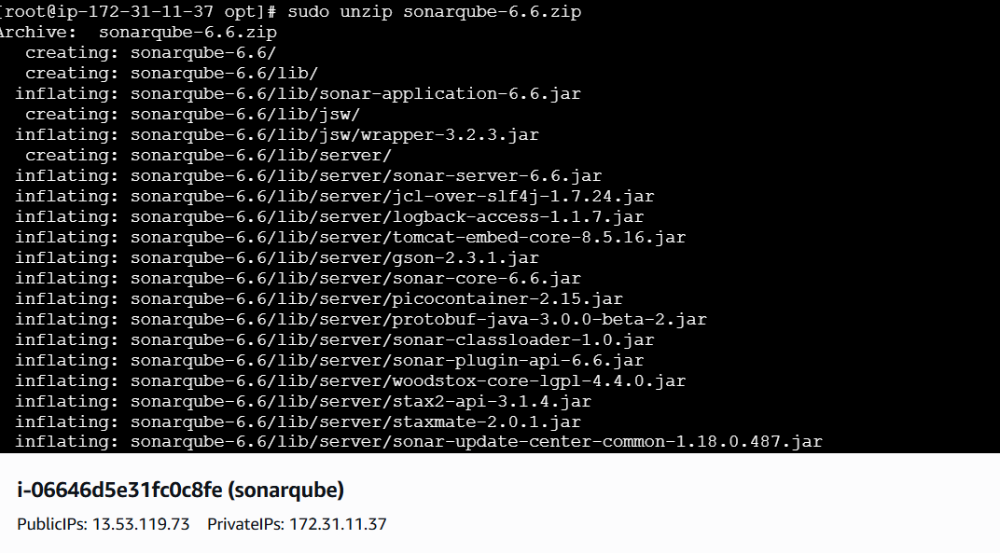 [root@ip-172-31-11-37 opt]# sudo unzip sonarqube-6.6.zip
Archive:  sonarqube-6.6.zip
   creating: sonarqube-6.6/
   creating: sonarqube-6.6/lib/
  inflating: sonarqube-6.6/lib/sonar-application-6.6.jar
   creating: sonarqube-6.6/lib/jsw/
  inflating: sonarqube-6.6/lib/jsw/wrapper-3.2.3.jar
   creating: sonarqube-6.6/lib/server/
  inflating: sonarqube-6.6/lib/server/sonar-server-6.6.jar
  inflating: sonarqube-6.6/lib/server/jcl-over-slf4j-1.7.24.jar
  inflating: sonarqube-6.6/lib/server/logback-access-1.1.7.jar
  inflating: sonarqube-6.6/lib/server/tomcat-embed-core-8.5.16.jar
  inflating: sonarqube-6.6/lib/server/gson-2.3.1.jar
  inflating: sonarqube-6.6/lib/server/sonar-core-6.6.jar
  inflating: sonarqube-6.6/lib/server/picocontainer-2.15.jar
  inflating: sonarqube-6.6/lib/server/protobuf-java-3.0.0-beta-2.jar
  inflating: sonarqube-6.6/lib/server/sonar-classloader-1.0.jar
  inflating: sonarqube-6.6/lib/server/sonar-plugin-api-6.6.jar
  inflating: sonarqube-6.6/lib/server/woodstox-core-lgpl-4.4.0.jar
  inflating: sonarqube-6.6/lib/server/stax2-api-3.1.4.jar
  inflating: sonarqube-6.6/lib/server/staxmate-2.0.1.jar
  inflating: sonarqube-6.6/lib/server/sonar-update-center-common-1.18.0.487.jar
i-06646d5e31fc0c8fe (sonarqube)
PublicIPs: 13.53.119.73    PrivateIPs: 172.31.11.37